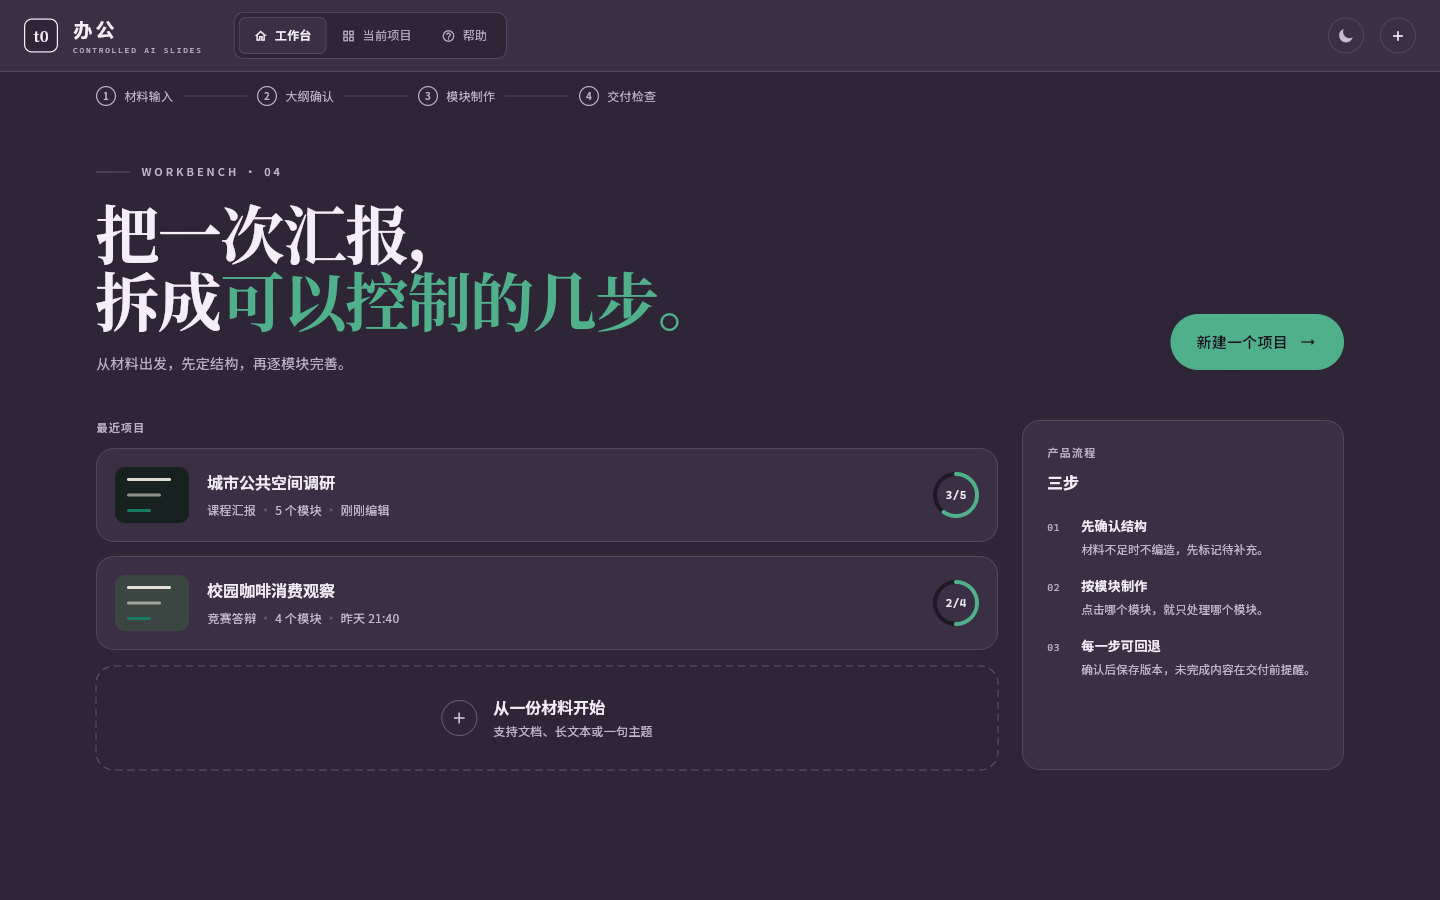 t0
办公
CONTROLLED AI SLIDES
工作台
当前项目
帮助
1 材料输入
2 大纲确认
3 模块制作
4 交付检查
WORKBENCH · 04
把一次汇报，
拆成可以控制的几步。
从材料出发，先定结构，再逐模块完善。
新建一个项目 →
最近项目
城市公共空间调研
课程汇报 · 5 个模块 · 刚刚编辑
3/5
校园咖啡消费观察
竞赛答辩 · 4 个模块 · 昨天 21:40
2/4
从一份材料开始
支持文档、长文本或一句主题
产品流程
三步
01 先确认结构
材料不足时不编造，先标记待补充。
02 按模块制作
点击哪个模块，就只处理哪个模块。
03 每一步可回退
确认后保存版本，未完成内容在交付前提醒。